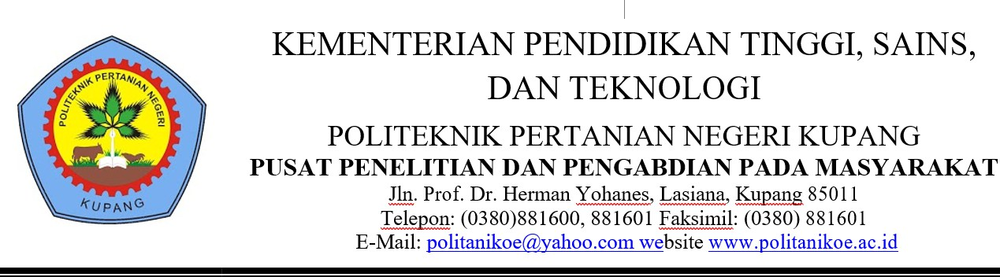 POLITEKNIK PERTANIAN NEGERI
KUPANG
KEMENTERIAN PENDIDIKAN TINGGI, SAINS,
DAN TEKNOLOGI
POLITEKNIK PERTANIAN NEGERI KUPANG
PUSAT PENELITIAN DAN PENGABDIAN PADA MASYARAKAT
Jln. Prof. Dr. Herman Yohanes, Lasiana, Kupang 85011
Telepon: (0380)881600, 881601 Faksimil: (0380) 881601
E-Mail: politanikoe@yahoo.com website www.politanikoe.ac.id